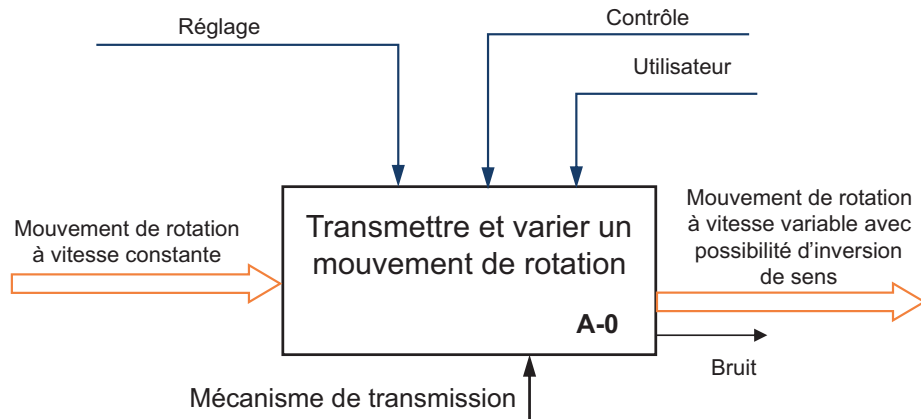 Réglage
Contrôle
Utilisateur
Mouvement de rotation
à vitesse constante
Transmettre et varier un
mouvement de rotation
A-0
Mouvement de rotation
à vitesse variable avec
possibilité d'inversion
de sens
Bruit
Mécanisme de transmission